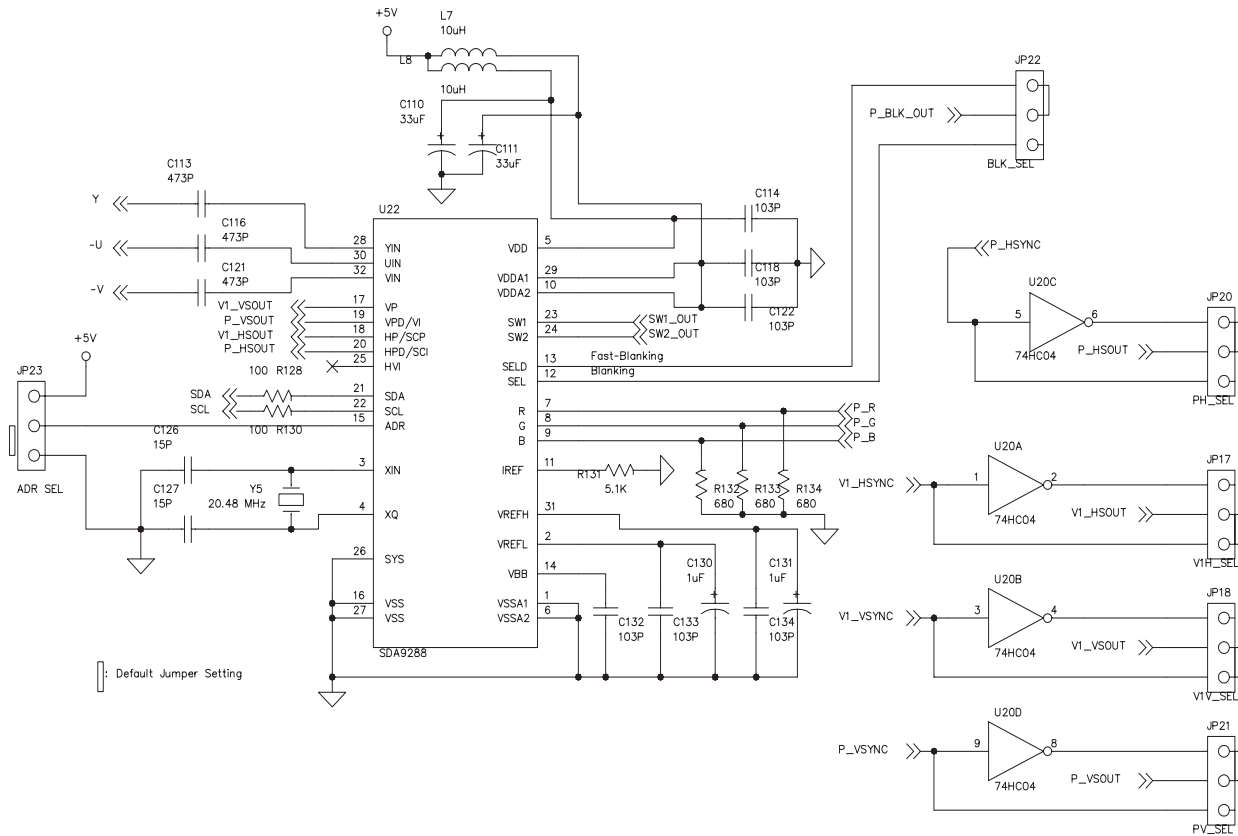 +5V
L7
10uH
L8
10uH
C110
33uF
C111
33uF
JP22
P_BLK_OUT
BLK_SEL
C113
473P
Y
C116
473P
-U
C121
473P
-V
U22
28 YIN
30 UIN
32 VIN
V1_VSOUT 17 VP
P_VSOUT 19 VPD/VI
V1_HSOUT 18 HP/SCP
P_HSOUT 20 HPD/SCI
25 HVI
100 R128
SDA 21 SDA
SCL 22 SCL
15 ADR
100 R130
3 XIN
4 XQ
26 SYS
16 VSS
27 VSS
SDA9288
VDD 5
VDDA1 29
VDDA2 10
SW1 23 SW1_OUT
SW2 24 SW2_OUT
SELD 13 Fast-Blanking
SEL 12 Blanking
R 7 P_R
G 8 P_G
B 9 P_B
IREF 11
VREFH 31
VREFL 2
VBB 14
VSSA1 1
VSSA2 6
C114
103P
C118
103P
C122
103P
R131
5.1K
R132
680
R133
680
R134
680
C130
1uF
C131
1uF
C132
103P
C133
103P
C134
103P
+5V
JP23
ADR SEL
C126
15P
C127
15P
Y5
20.48 MHz
: Default Jumper Setting
P_HSYNC
U20C
5 6
74HC04
JP20
P_HSOUT
PH_SEL
V1_HSYNC
U20A
1 2
74HC04
JP17
V1_HSOUT
V1H_SEL
V1_VSYNC
U20B
3 4
74HC04
JP18
V1_VSOUT
V1V_SEL
P_VSYNC
U20D
9 8
74HC04
JP21
P_VSOUT
PV_SEL